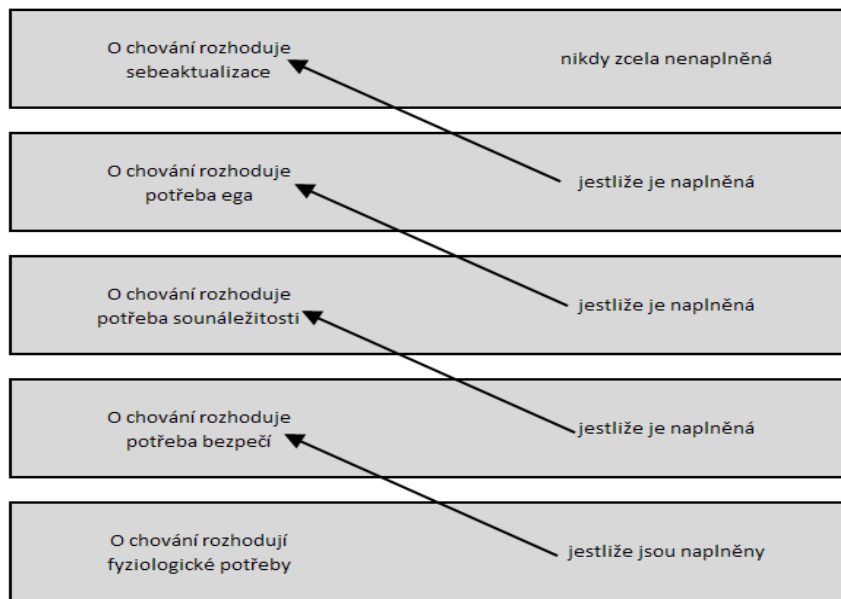 O chování rozhoduje
sebeaktualizace
nikdy zcela nenaplněná
O chování rozhoduje
potřeba ega
jestliže je naplněná
O chování rozhoduje
potřeba sounáležitosti
jestliže je naplněná
O chování rozhoduje
potřeba bezpečí
jestliže je naplněná
O chování rozhodují
fyziologické potřeby
jestliže jsou naplněny